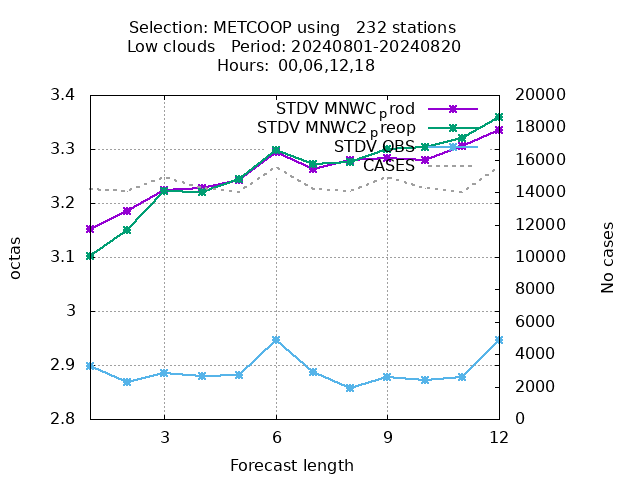 Selection: METCOOP using   232 stations
Low clouds   Period: 20240801-20240820
Hours:  00,06,12,18
STDV MNWC_prod
STDV MNWC2_preop
STDV OBS
CASES
3.4
3.3
3.2
3.1
3
2.9
2.8
octas
20000
18000
16000
14000
12000
10000
8000
6000
4000
2000
0
No cases
3 6 9 12
Forecast length